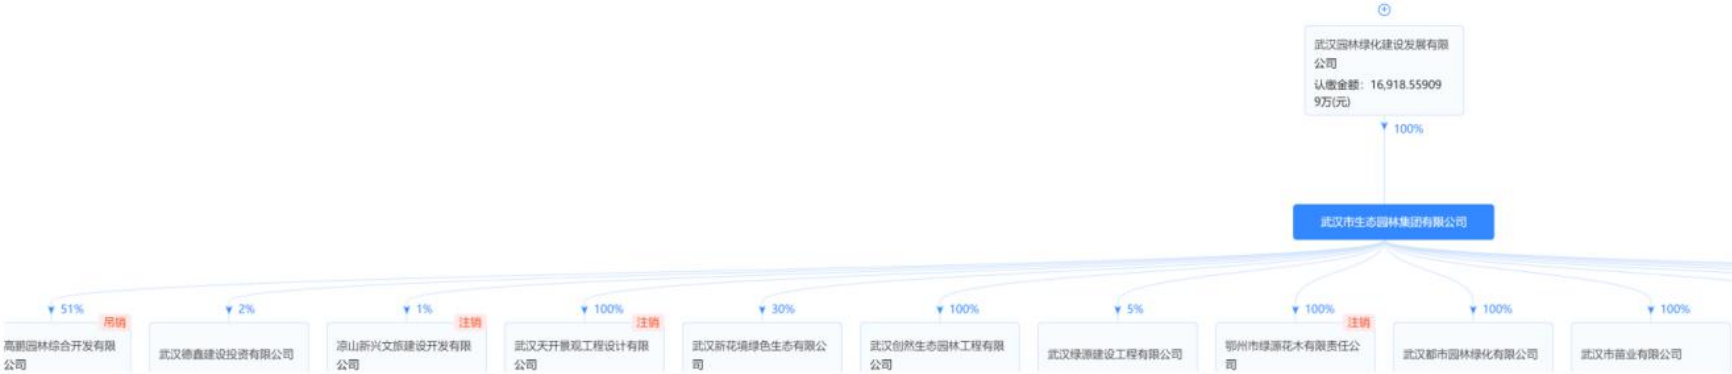 武汉园林绿化建设发展有限
公司
认缴金额：16,918.55909
9万(元)
100%
武汉市生态园林集团有限公司
51%
2%
1%
100%
30%
100%
5%
100%
100%
100%
吊销
注销
注销
注销
高鹏园林综合开发有限
公司
武汉德鑫建设投资有限公司
凉山新兴文旅建设开发有限
公司
武汉天开景观工程设计有限
公司
武汉新花境绿色生态有限公
司
武汉创然生态园林工程有限
公司
武汉绿源建设工程有限公司
鄂州市绿源花木有限责任公
司
武汉都市园林绿化有限公司
武汉市苗业有限公司